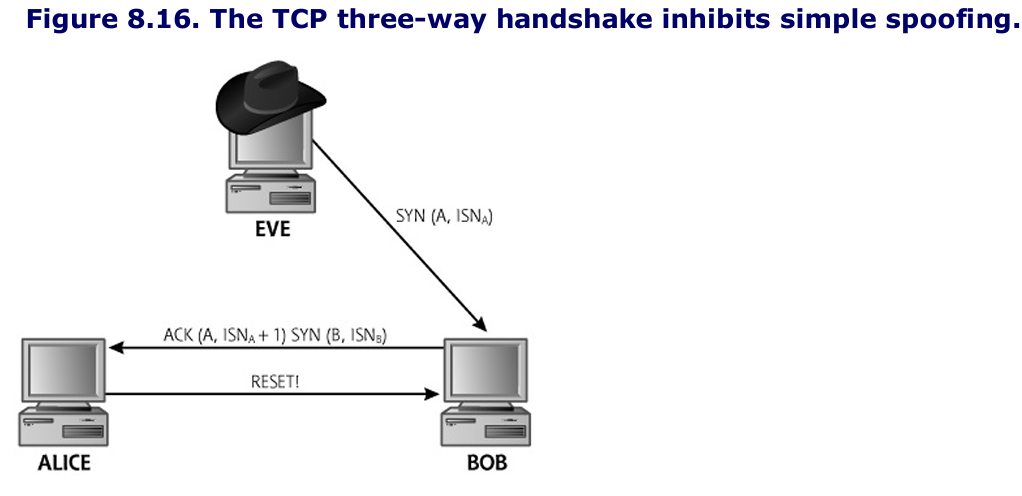 Figure 8.16. The TCP three-way handshake inhibits simple spoofing.
EVE
SYN (A, ISNA)
ACK (A, ISNA + 1) SYN (B, ISNB)
RESET!
ALICE
BOB